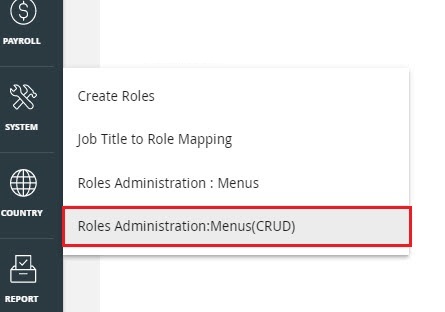 PAYROLL
SYSTEM
COUNTRY
REPORT
Create Roles
Job Title to Role Mapping
Roles Administration : Menus
Roles Administration:Menus(CRUD)